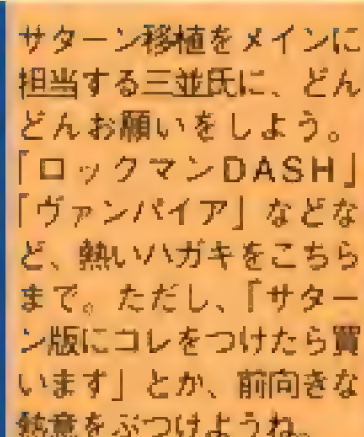 サターン移植をメインに
担当する三並氏に、どん
どんお願いをしよう。
「ロックマンDASH」
「ヴァンパイア」などな
ど、熱いハガキをこちら
まで。ただし、「サター
ン版にコレをつけたら買
います」とか、前向きな
熱意をぶつけようね。